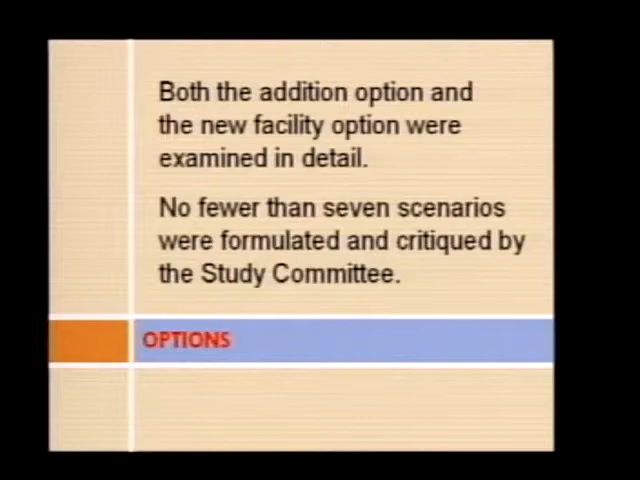 Both the addition option and
the new facility option were
examined in detail.
No fewer than seven scenarios
were formulated and critiqued by
the Study Committee.
OPTIONS